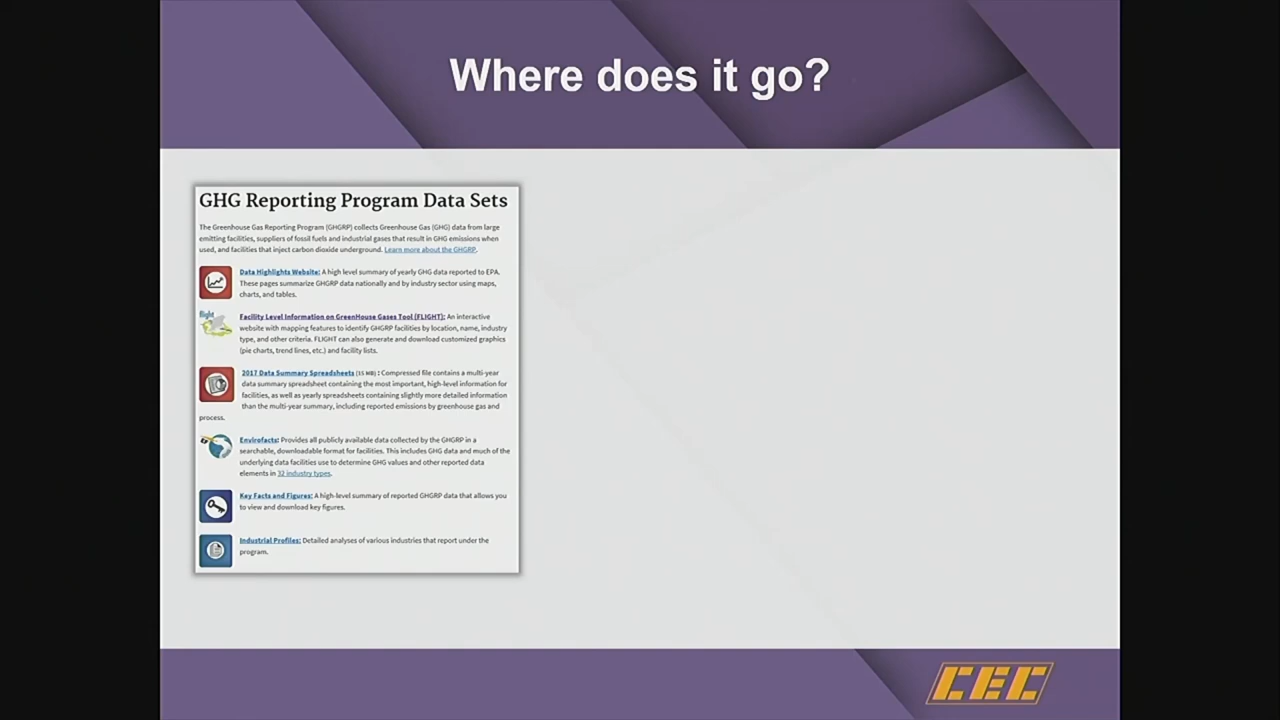 Where does it go?
GHG Reporting Program Data Sets
The Greenhouse Gas Reporting Program (GHGRP) collects Greenhouse Gas (GHG) data from large
emitting facilities, suppliers of fossil fuels and industrial gases that result in GHG emissions when
used, and facilities that inject carbon dioxide underground. Learn more about the GHGRP.
Data Highlights Website: A high level summary of yearly GHG data reported to EPA.
These pages summarize GHGRP data nationally and by industry sector using maps,
charts, and tables.
flight
Facility Level Information on GreenHouse Gases Tool (FLIGHT): An interactive
website with mapping features to identify GHGRP facilities by location, name, industry
type, and other criteria. FLIGHT can also generate and download customized graphics
(pie charts, trend lines, etc.) and facility lists.
2017 Data Summary Spreadsheets (15 MB) : Compressed file contains a multi-year
data summary spreadsheet containing the most important, high-level information for
facilities, as well as yearly spreadsheets containing slightly more detailed information
than the multi-year summary, including reported emissions by greenhouse gas and
process.
Envirofacts: Provides all publicly available data collected by the GHGRP in a
searchable, downloadable format for facilities. This includes GHG data and much of the
underlying data facilities use to determine GHG values and other reported data
elements in 32 industry types.
Key Facts and Figures: A high-level summary of reported GHGRP data that allows you
to view and download key figures.
Industrial Profiles: Detailed analyses of various industries that report under the
program.
CEC